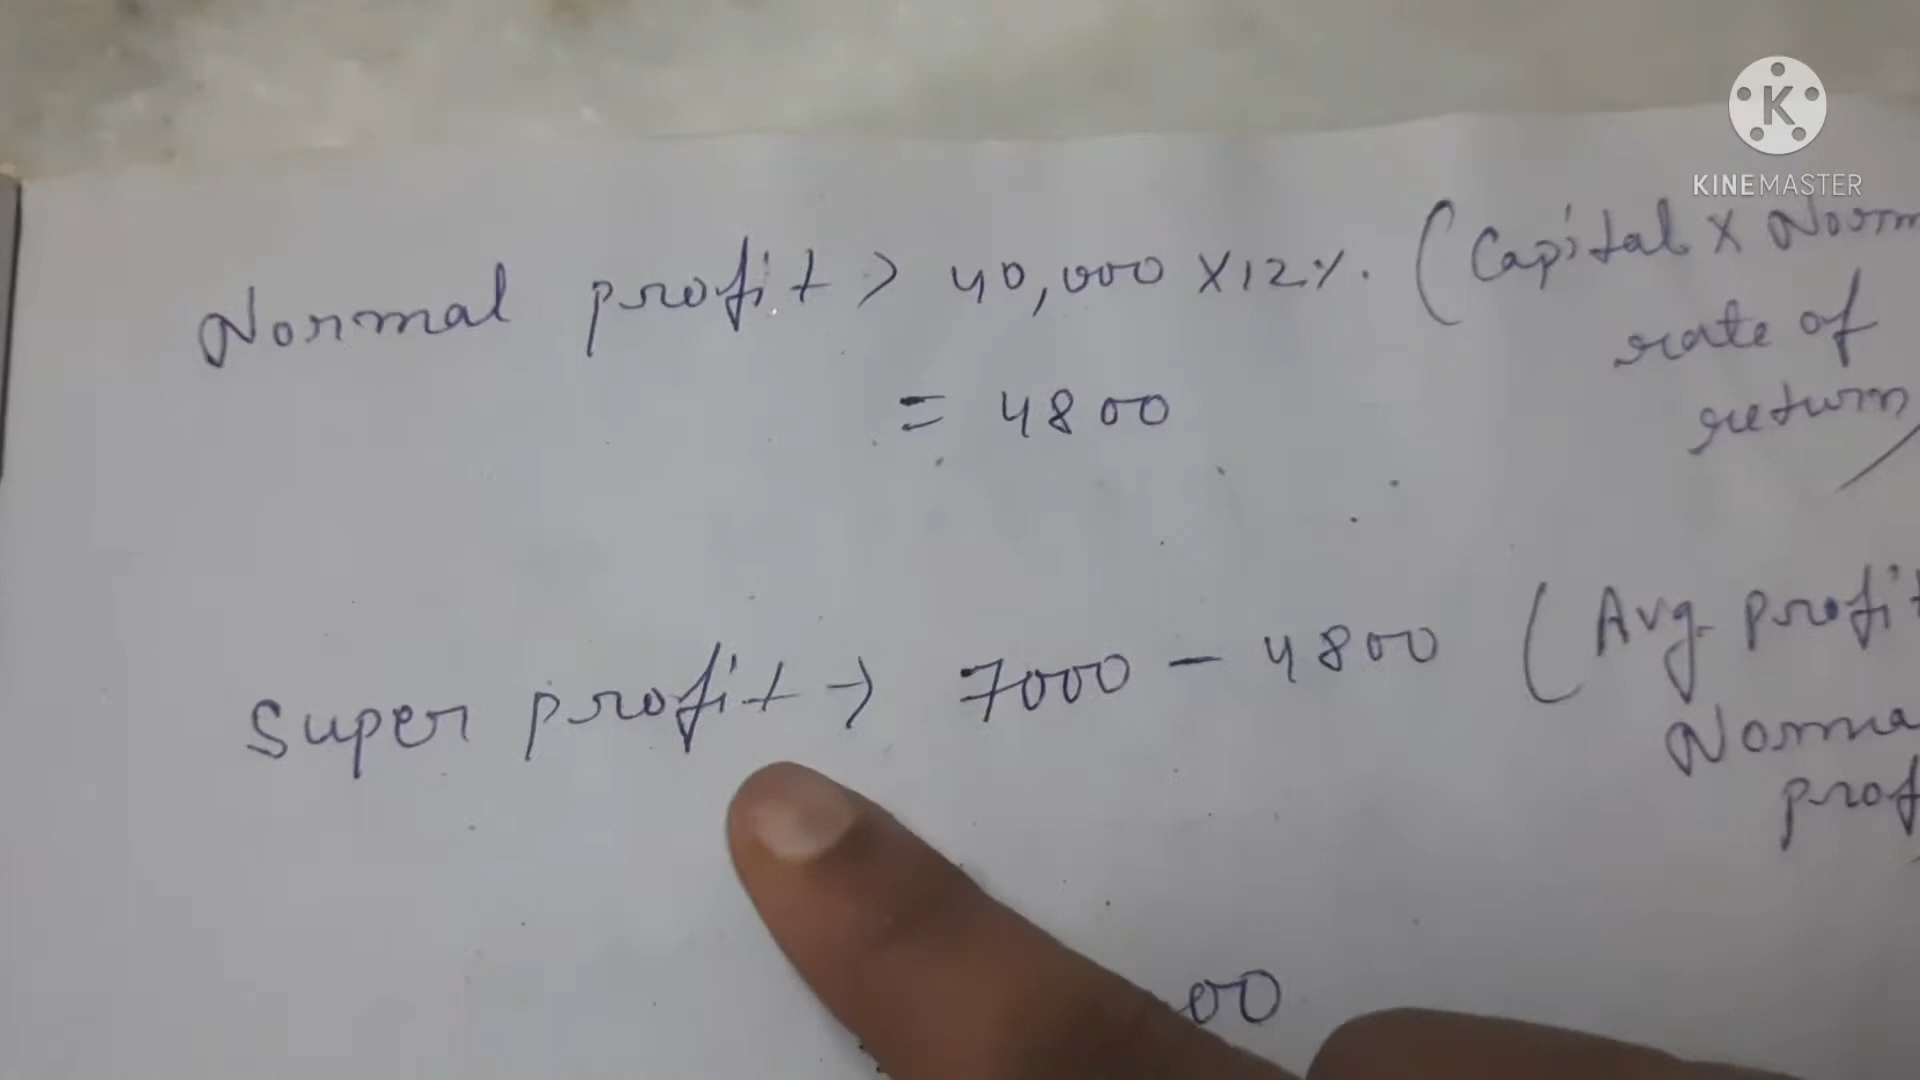 KINEMASTER
Normal profit > 40,000 X 12%. (Capital X Norm
rate of
return)
= 4800
Super profit → 7000 - 4800 (Avg. profit
Norma
prof
00